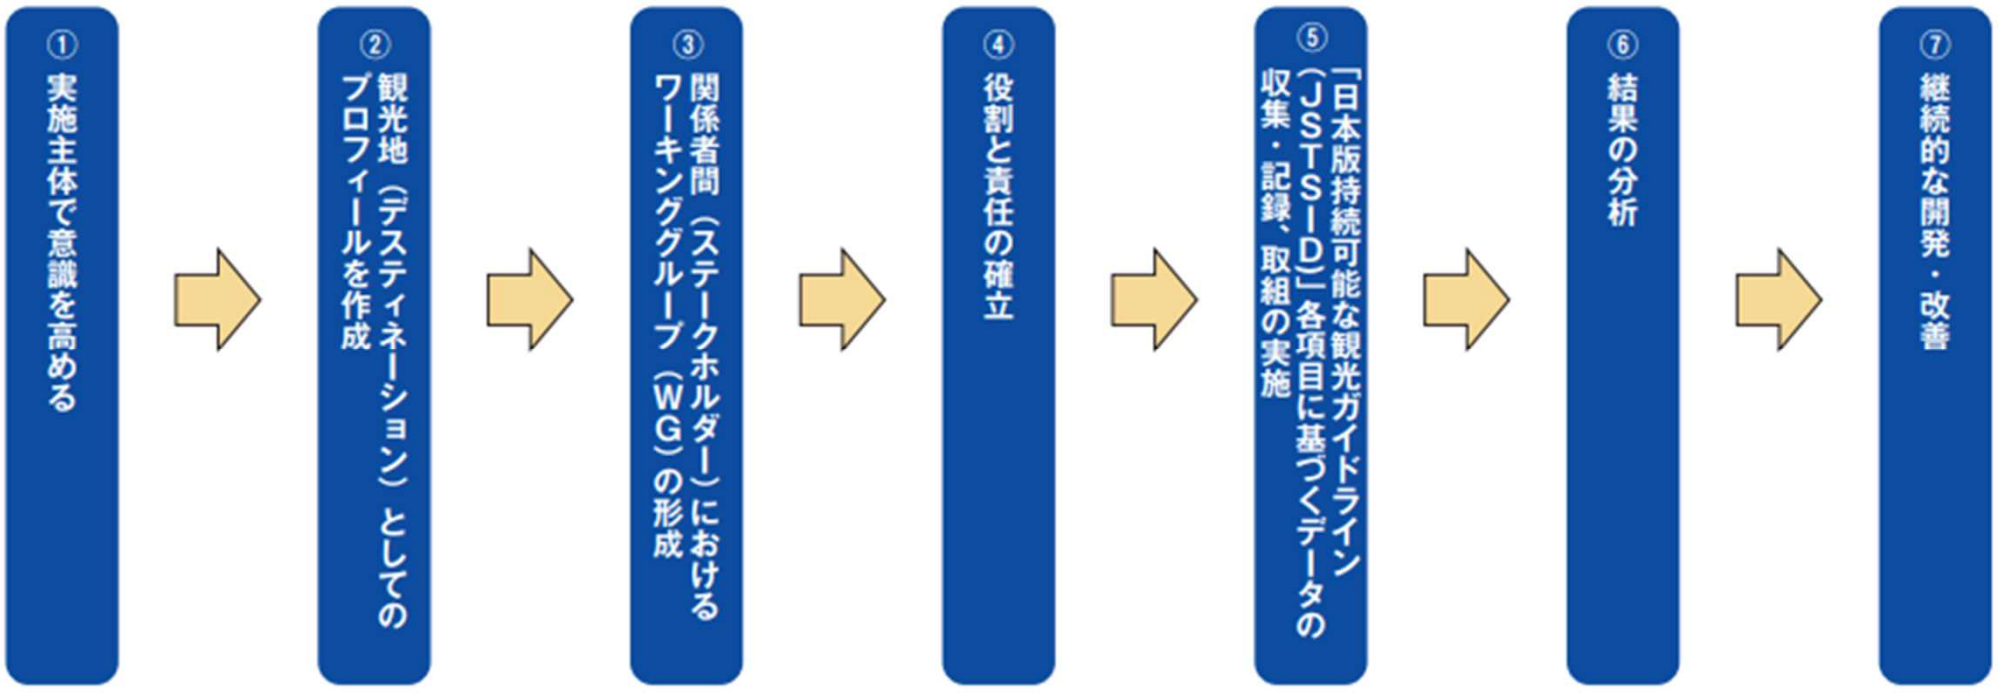 ① 実施主体で意識を高める
② 観光地（デスティネーション）としての
プロフィールを作成
③ 関係者間（ステークホルダー）における
ワーキンググループ（WG）の形成
④ 役割と責任の確立
⑤ 「日本版持続可能な観光ガイドライン
（JSTS-D）」各項目に基づくデータの
収集・記録、取組の実施
⑥ 結果の分析
⑦ 継続的な開発・改善